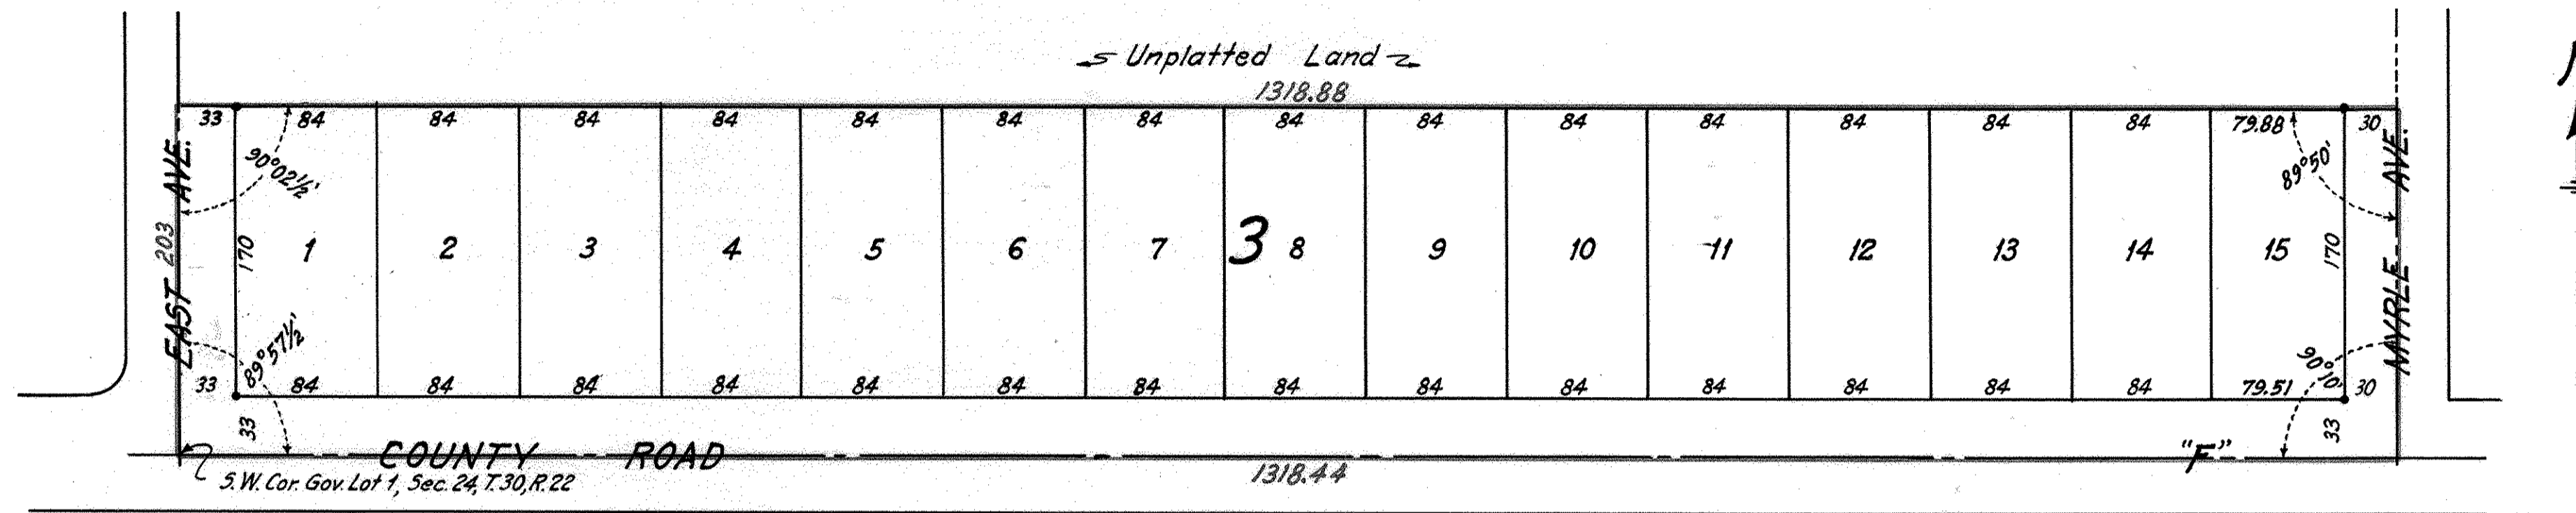 Unplatted Land
1318.88
33 84 84 84 84 84 84 84 84 84 84 84 84 84 84 79.88 30
90°02½'
89°50'
EAST AVE.
203
170
1 2 3 4 5 6 7 3 8 9 10 11 12 13 14 15
170
MYRLE AVE.
89°57½'
90°10'
33 84 84 84 84 84 84 84 84 84 84 84 84 84 84 79.51 30
33
33
COUNTY ROAD "F"
1318.44
S.W. Cor. Gov. Lot 1, Sec. 24, T.30, R.22